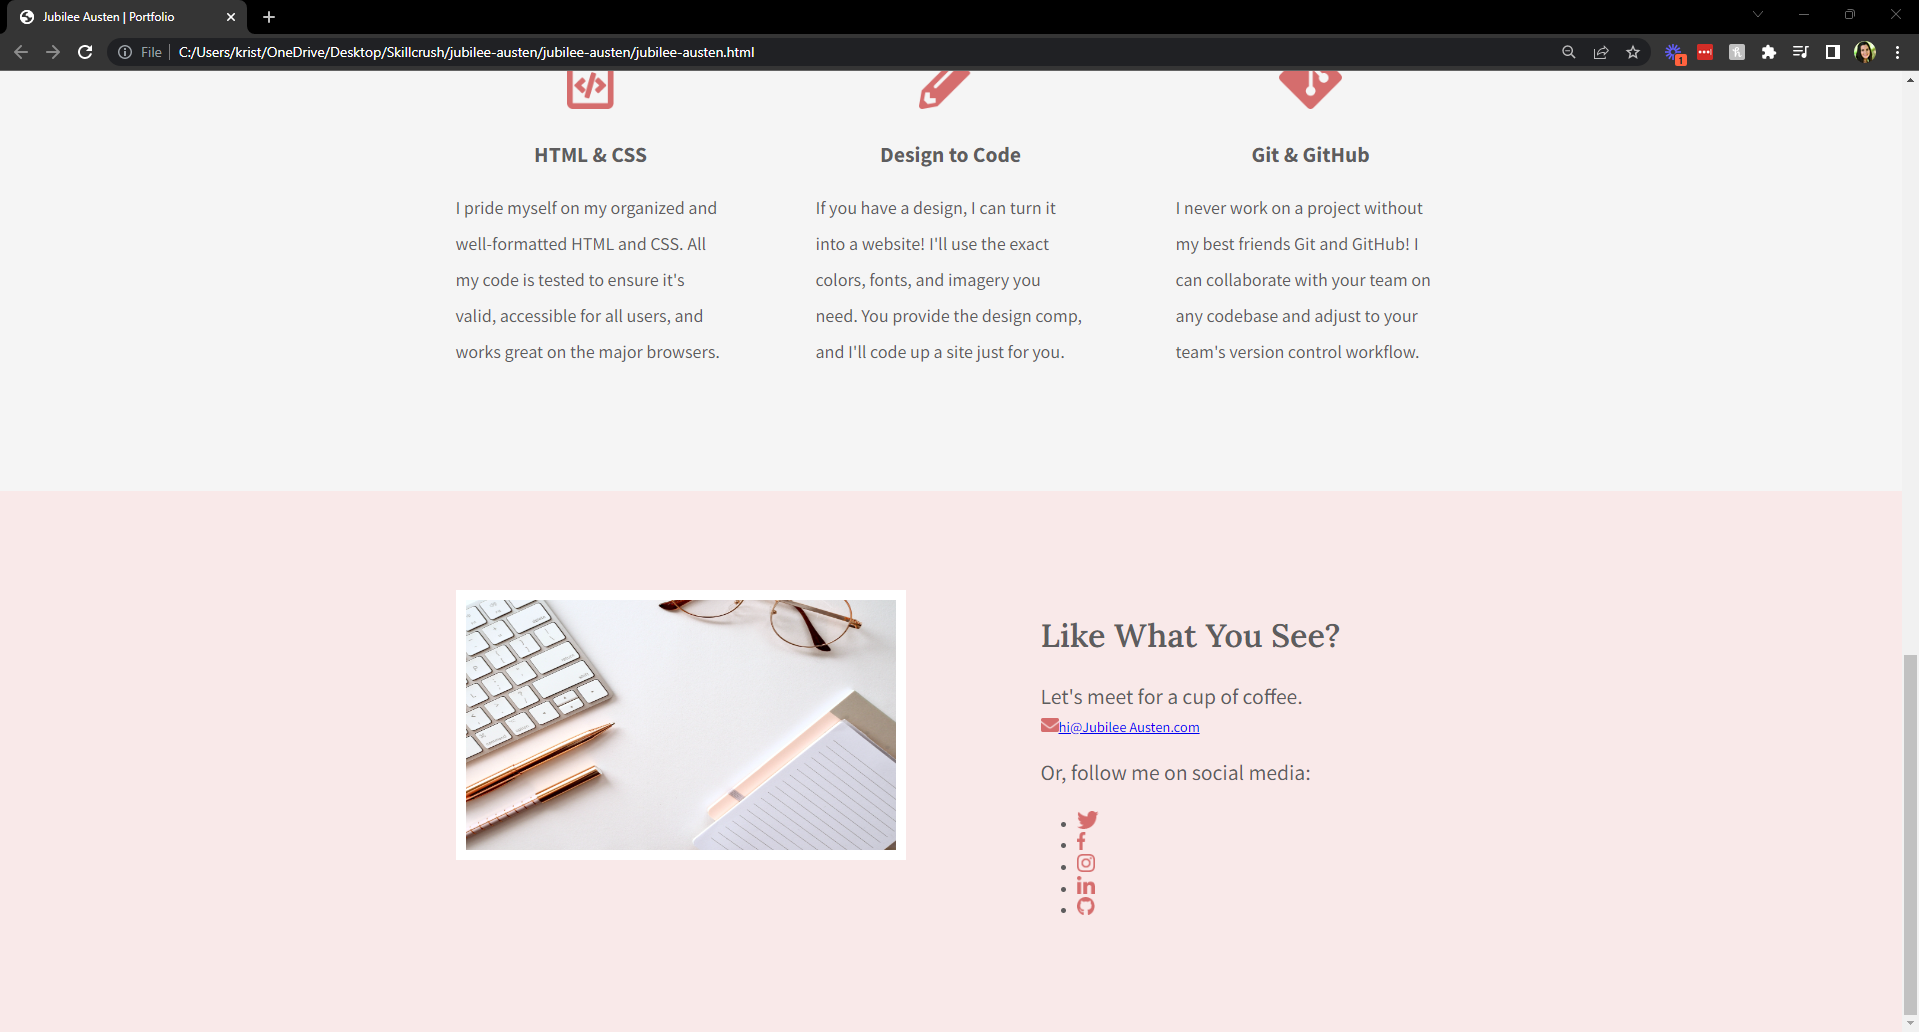 Jubilee Austen | Portfolio
File
C:/Users/krist/OneDrive/Desktop/Skillcrush/jubilee-austen/jubilee-austen/jubilee-austen.html
1
HTML & CSS
I pride myself on my organized and
well-formatted HTML and CSS. All
my code is tested to ensure it's
valid, accessible for all users, and
works great on the major browsers.
Design to Code
If you have a design, I can turn it
into a website! I'll use the exact
colors, fonts, and imagery you
need. You provide the design comp,
and I'll code up a site just for you.
Git & GitHub
I never work on a project without
my best friends Git and GitHub! I
can collaborate with your team on
any codebase and adjust to your
team's version control workflow.
Like What You See?
Let's meet for a cup of coffee.
hi@Jubilee Austen.com
Or, follow me on social media: